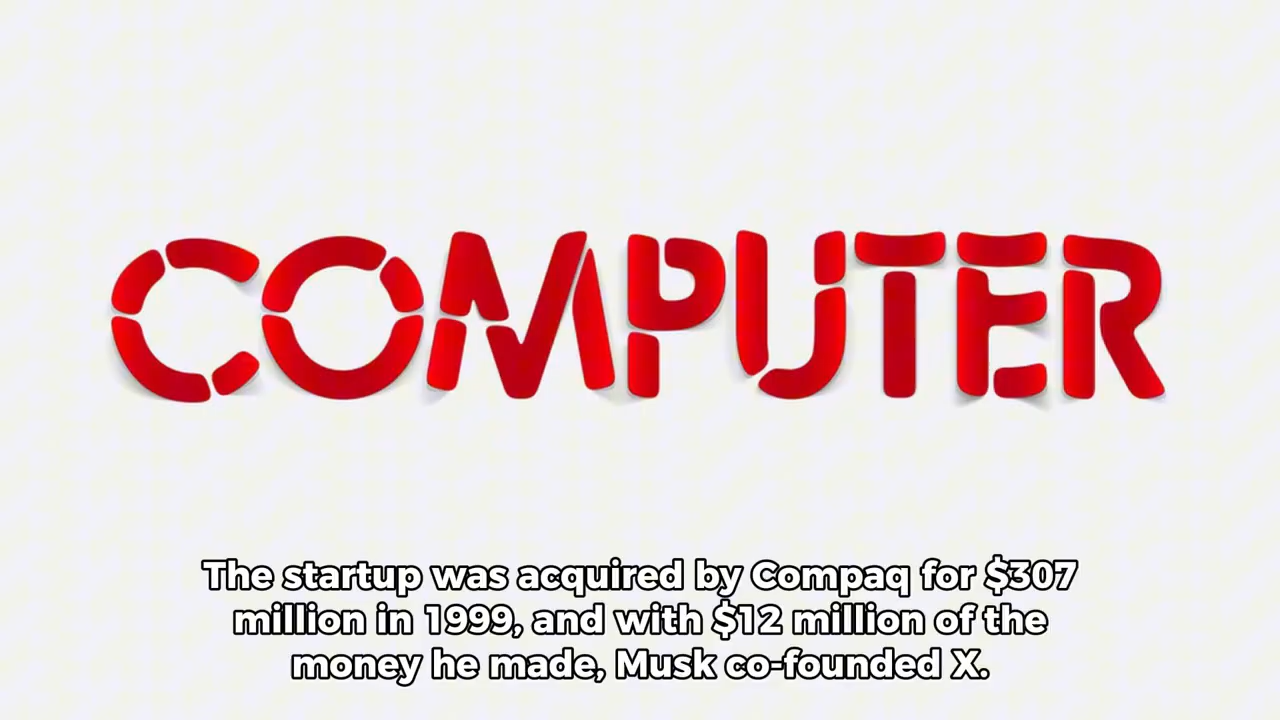 COMPUTER
The startup was acquired by Compaq for $307
million in 1999, and with $12 million of the
money he made, Musk co-founded X.